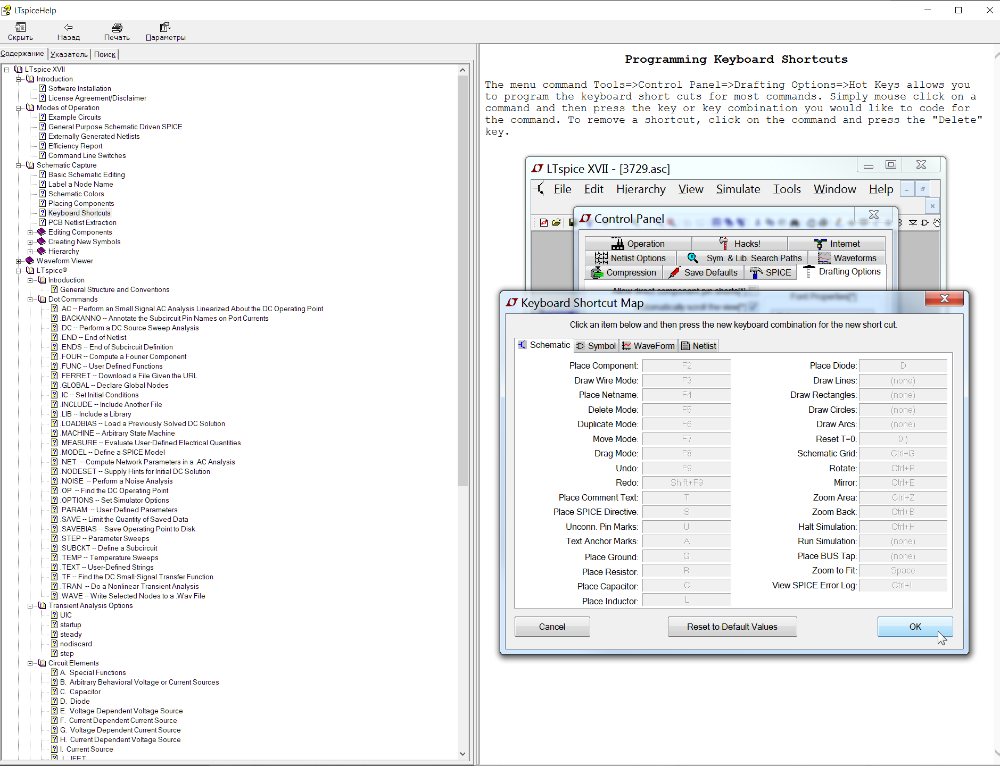 LTspiceHelp
Скрыть
Назад
Печать
Параметры
Содержание
Указатель
Поиск
LTspice XVII
Introduction
Software Installation
License Agreement/Disclaimer
Modes of Operation
Example Circuits
General Purpose Schematic Driven SPICE
Externally Generated Netlists
Efficiency Report
Command Line Switches
Schematic Capture
Basic Schematic Editing
Label a Node Name
Schematic Colors
Placing Components
Keyboard Shortcuts
PCB Netlist Extraction
Editing Components
Creating New Symbols
Hierarchy
Waveform Viewer
LTspice®
Introduction
General Structure and Conventions
Dot Commands
.AC -- Perform an Small Signal AC Analysis Linearized About the DC Operating Point
.BACKANNO -- Annotate the Subcircuit Pin Names on Port Currents
.DC -- Perform a DC Source Sweep Analysis
.END -- End of Netlist
.ENDS -- End of Subcircuit Definition
.FOUR -- Compute a Fourier Component
.FUNC -- User Defined Functions
.FERRET -- Download a File Given the URL
.GLOBAL -- Declare Global Nodes
.IC -- Set Initial Conditions
.INCLUDE -- Include Another File
.LIB -- Include a Library
.LOADBIAS -- Load a Previously Solved DC Solution
.MACHINE -- Arbitrary State Machine
.MEASURE -- Evaluate User-Defined Electrical Quantities
.MODEL -- Define a SPICE Model
.NET -- Compute Network Parameters in a .AC Analysis
.NODESET -- Supply Hints for Initial DC Solution
.NOISE -- Perform a Noise Analysis
.OP -- Find the DC Operating Point
.OPTIONS -- Set Simulator Options
.PARAM -- User-Defined Parameters
.SAVE -- Limit the Quantity of Saved Data
.SAVEBIAS -- Save Operating Point to Disk
.STEP -- Parameter Sweeps
.SUBCKT -- Define a Subcircuit
.TEMP -- Temperature Sweeps
.TEXT -- User-Defined Strings
.TF -- Find the DC Small-Signal Transfer Function
.TRAN -- Do a Nonlinear Transient Analysis
.WAVE -- Write Selected Nodes to a .Wav File
Transient Analysis Options
UIC
startup
steady
nodiscard
step
Circuit Elements
A. Special Functions
B. Arbitrary Behavioral Voltage or Current Sources
C. Capacitor
D. Diode
E. Voltage Dependent Voltage Source
F. Current Dependent Current Source
G. Voltage Dependent Current Source
H. Current Dependent Voltage Source
I. Current Source
J. JFET
Programming Keyboard Shortcuts
The menu command Tools=>Control Panel=>Drafting Options=>Hot Keys allows you
to program the keyboard short cuts for most commands. Simply mouse click on a
command and then press the key or key combination you would like to code for
the command. To remove a shortcut, click on the command and press the "Delete"
key.
LTspice XVII - [3729.asc]
File Edit Hierarchy View Simulate Tools Window Help
Control Panel
Operation Hacks! Internet
Netlist Options Sym. & Lib. Search Paths Waveforms
Compression Save Defaults SPICE Drafting Options
Allow direct component pin shorts[*]
Font Properties[*]
Automatically scroll the view[*]
Keyboard Shortcut Map
Click an item below and then press the new keyboard combination for the new short cut.
Schematic Symbol WaveForm Netlist
Place Component: F2 Place Diode: D
Draw Wire Mode: F3 Draw Lines: (none)
Place Netname: F4 Draw Rectangles: (none)
Delete Mode: F5 Draw Circles: (none)
Duplicate Mode: F6 Draw Arcs: (none)
Move Mode: F7 Reset T=0: 0 )
Drag Mode: F8 Schematic Grid: Ctrl+G
Undo: F9 Rotate: Ctrl+R
Redo: Shift+F9 Mirror: Ctrl+E
Place Comment Text: T Zoom Area: Ctrl+Z
Place SPICE Directive: S Zoom Back: Ctrl+B
Unconn. Pin Marks: U Halt Simulation: Ctrl+H
Text Anchor Marks: A Run Simulation: (none)
Place Ground: G Place BUS Tap: (none)
Place Resistor: R Zoom to Fit: Space
Place Capacitor: C View SPICE Error Log: Ctrl+L
Place Inductor: L
Cancel Reset to Default Values OK